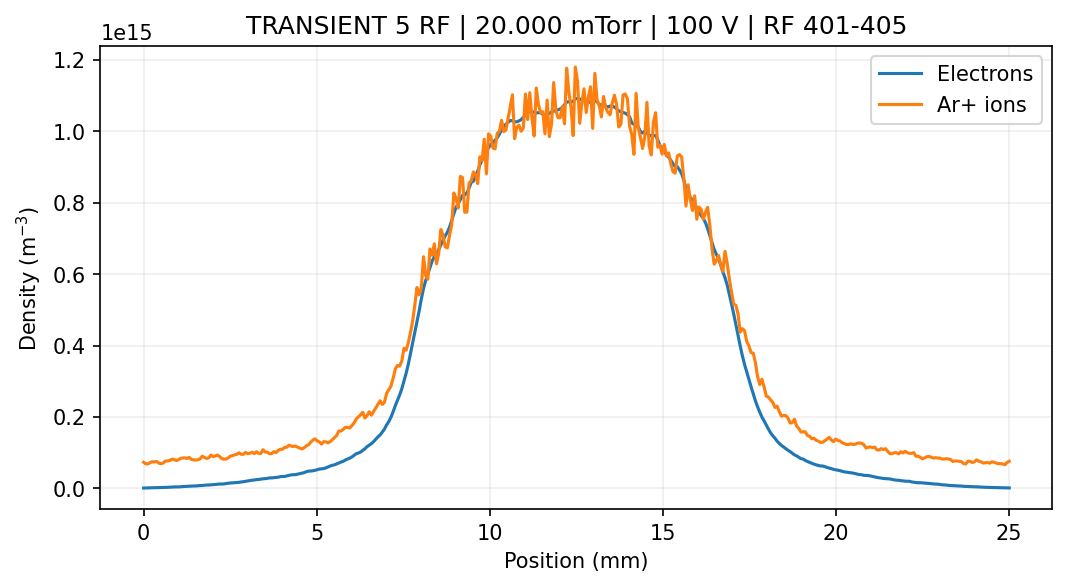 TRANSIENT 5 RF | 20.000 mTorr | 100 V | RF 401-405
1e15
1.2
1.0
0.8
0.6
0.4
0.2
0.0
Density (m⁻³)
Electrons
Ar+ ions
0 5 10 15 20 25
Position (mm)